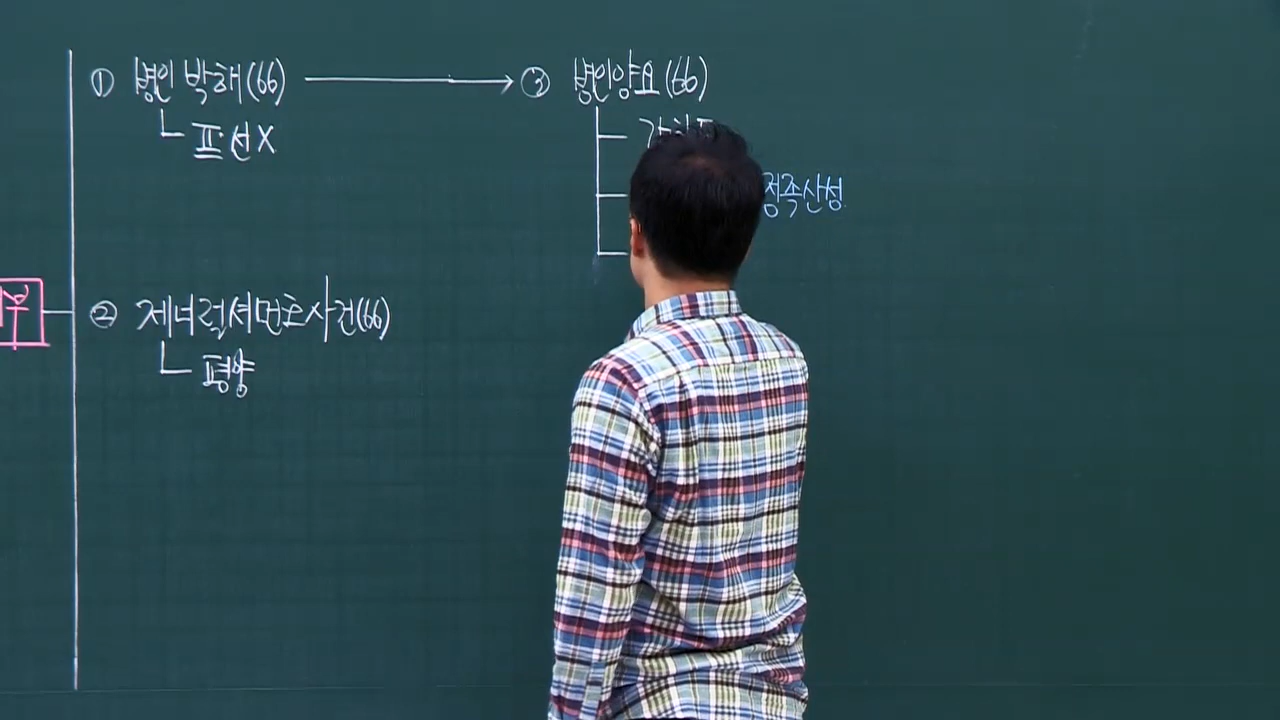 ① 병인박해(66) → ③ 병인양요(66)
ㄴ 프·선X
정족산성
② 제너럴셔먼호사건(66)
ㄴ 평양